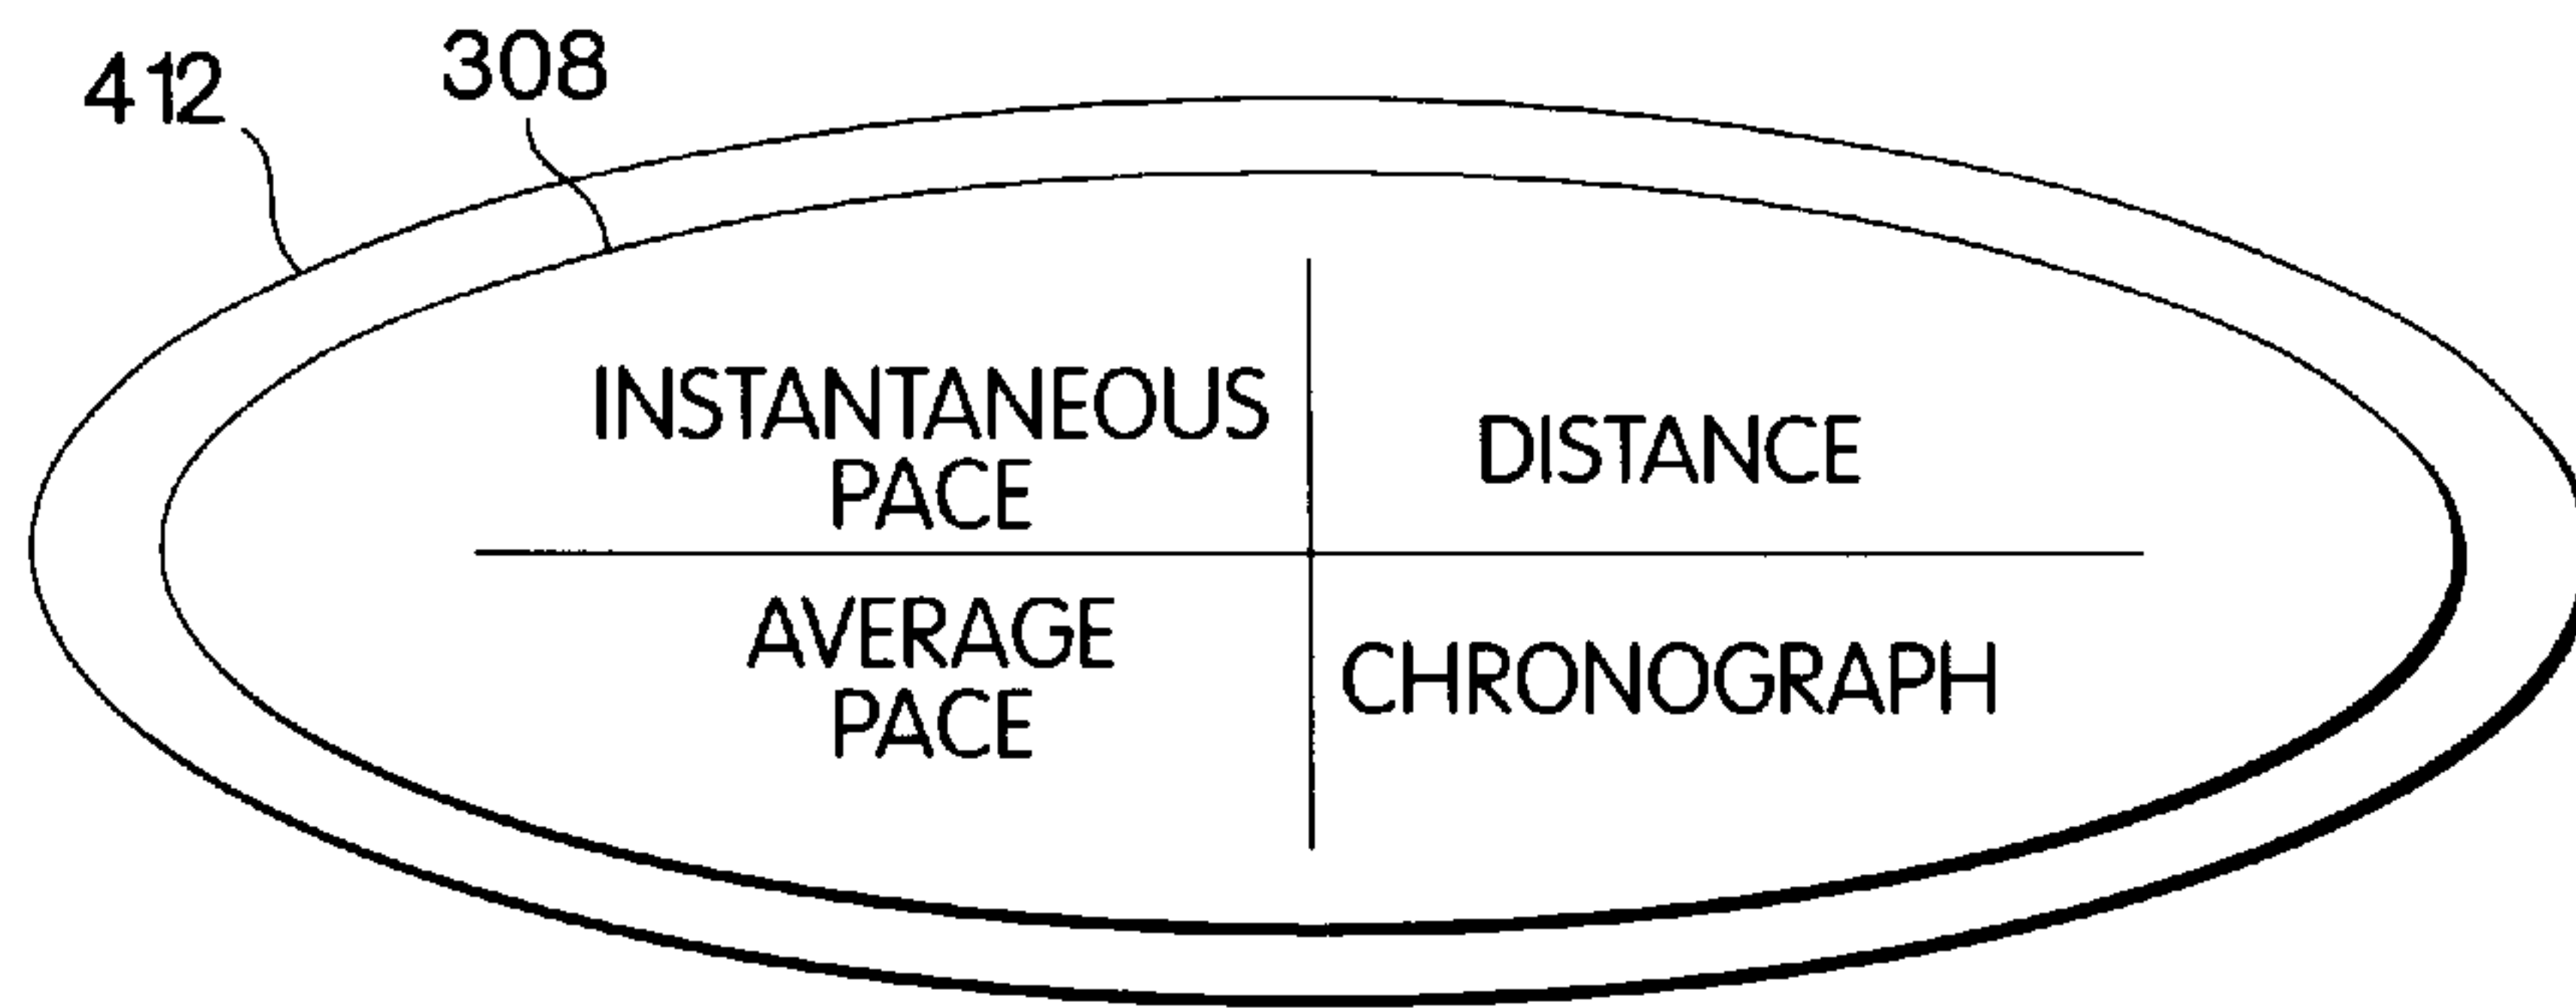 412
308
INSTANTANEOUS
PACE
DISTANCE
AVERAGE
PACE
CHRONOGRAPH